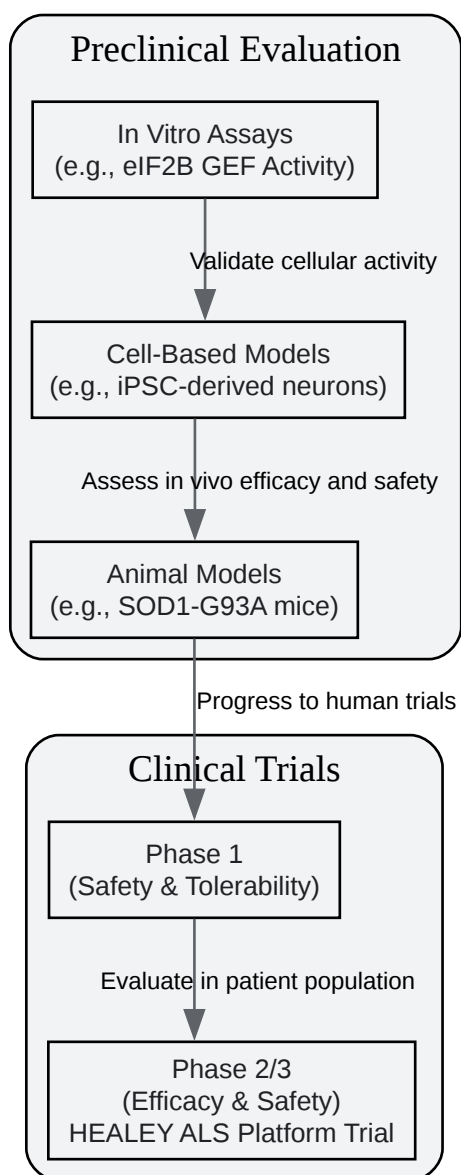 Preclinical Evaluation
In Vitro Assays
(e.g., eIF2B GEF Activity)
Validate cellular activity
Cell-Based Models
(e.g., iPSC-derived neurons)
Assess in vivo efficacy and safety
Animal Models
(e.g., SOD1-G93A mice)
Progress to human trials
Clinical Trials
Phase 1
(Safety & Tolerability)
Evaluate in patient population
Phase 2/3
(Efficacy & Safety)
HEALEY ALS Platform Trial